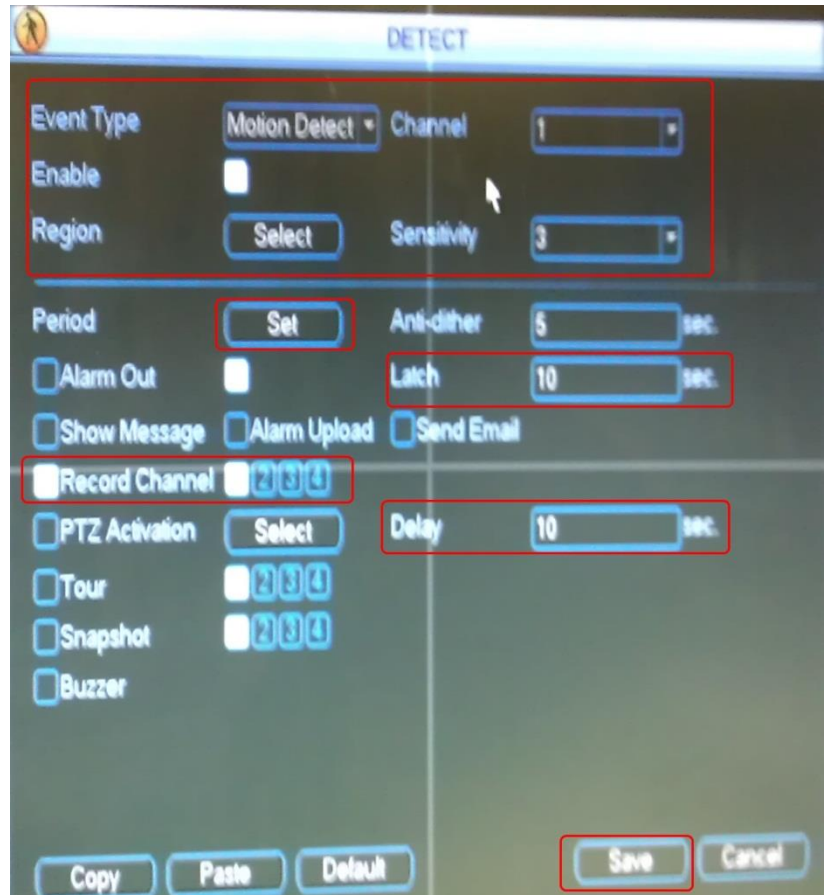 DETECT
Event Type Motion Detect Channel 1
Enable
Region Select Sensitivity 3
Period Set Anti-dither 5 sec.
Alarm Out Latch 10 sec.
Show Message Alarm Upload Send Email
Record Channel 2 3 4
PTZ Activation Select Delay 10 sec.
Tour 2 3 4
Snapshot 2 3 4
Buzzer
Copy Paste Default Save Cancel